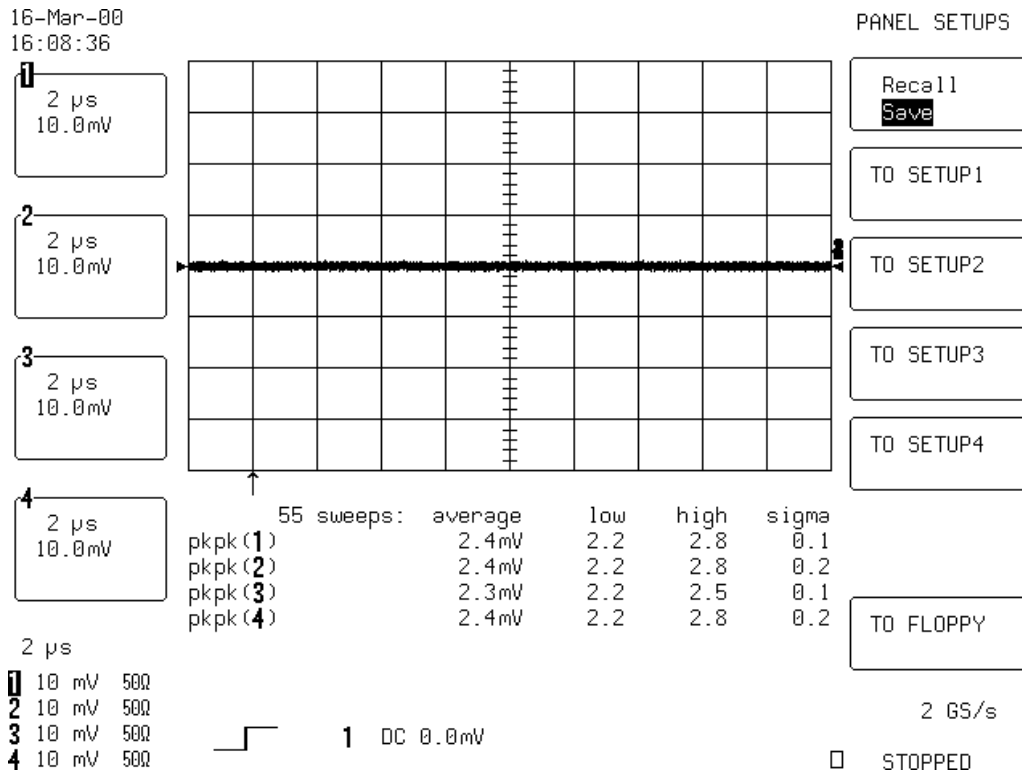 16-Mar-00
16:08:36
PANEL SETUPS
1
2 µs
10.0mV
2
2 µs
10.0mV
3
2 µs
10.0mV
4
2 µs
10.0mV
Recall
Save
TO SETUP1
2
TO SETUP2
TO SETUP3
TO SETUP4
TO FLOPPY
55 sweeps: average low high sigma
pkpk(1) 2.4mV 2.2 2.8 0.1
pkpk(2) 2.4mV 2.2 2.8 0.2
pkpk(3) 2.3mV 2.2 2.5 0.1
pkpk(4) 2.4mV 2.2 2.8 0.2
2 µs
1 10 mV 50Ω
2 10 mV 50Ω
3 10 mV 50Ω
4 10 mV 50Ω
1 DC 0.0mV
2 GS/s
STOPPED